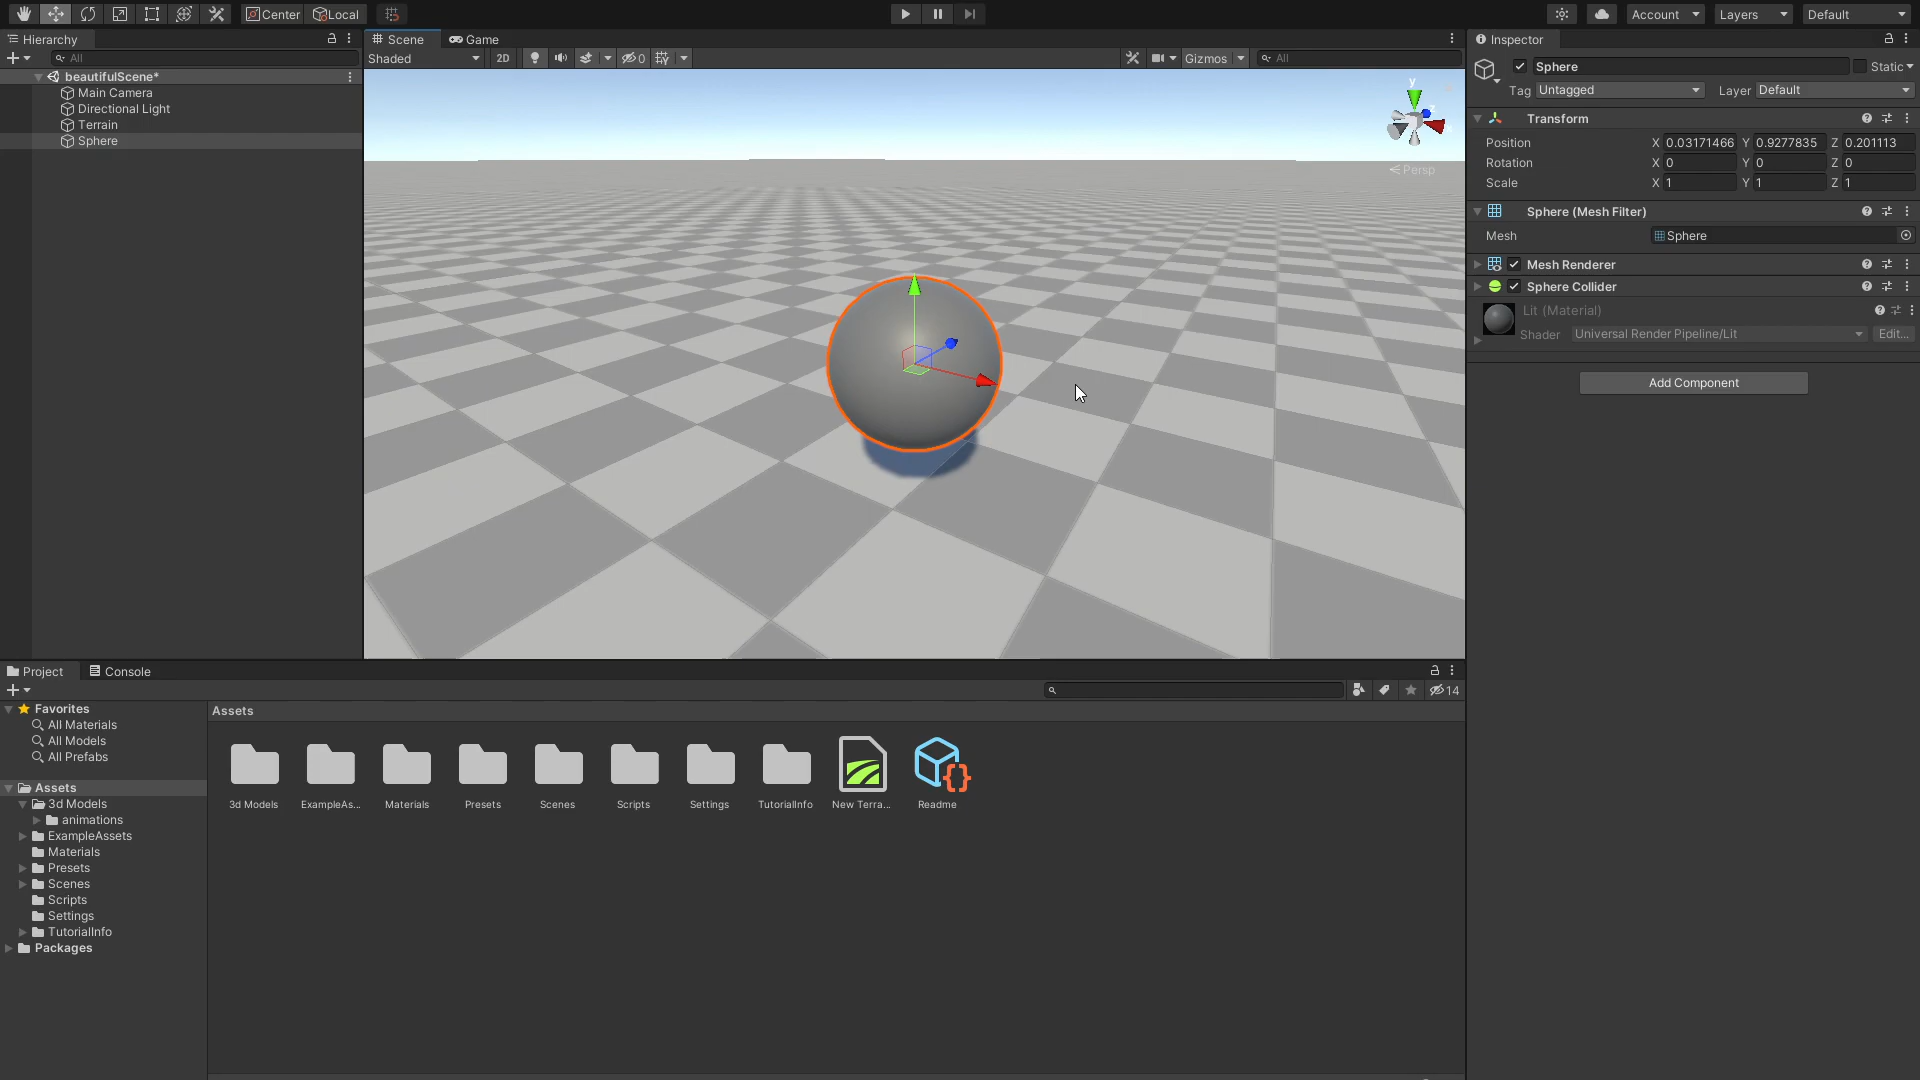 Center Local
Account Layers Default
Hierarchy
All
beautifulScene*
Main Camera
Directional Light
Terrain
Sphere
Scene Game
Shaded 2D 0 Gizmos All
y
z
Persp
Inspector
Sphere Static
Tag Untagged Layer Default
Transform
Position X 0.03171466 Y 0.9277835 Z 0.201113
Rotation X 0 Y 0 Z 0
Scale X 1 Y 1 Z 1
Sphere (Mesh Filter)
Mesh Sphere
Mesh Renderer
Sphere Collider
Lit (Material)
Shader Universal Render Pipeline/Lit Edit...
Add Component
Project Console
14
Favorites
All Materials
All Models
All Prefabs
Assets
3d Models
animations
ExampleAssets
Materials
Presets
Scenes
Scripts
Settings
TutorialInfo
Packages
Assets
3d Models ExampleAs... Materials Presets Scenes Scripts Settings TutorialInfo New Terra... Readme